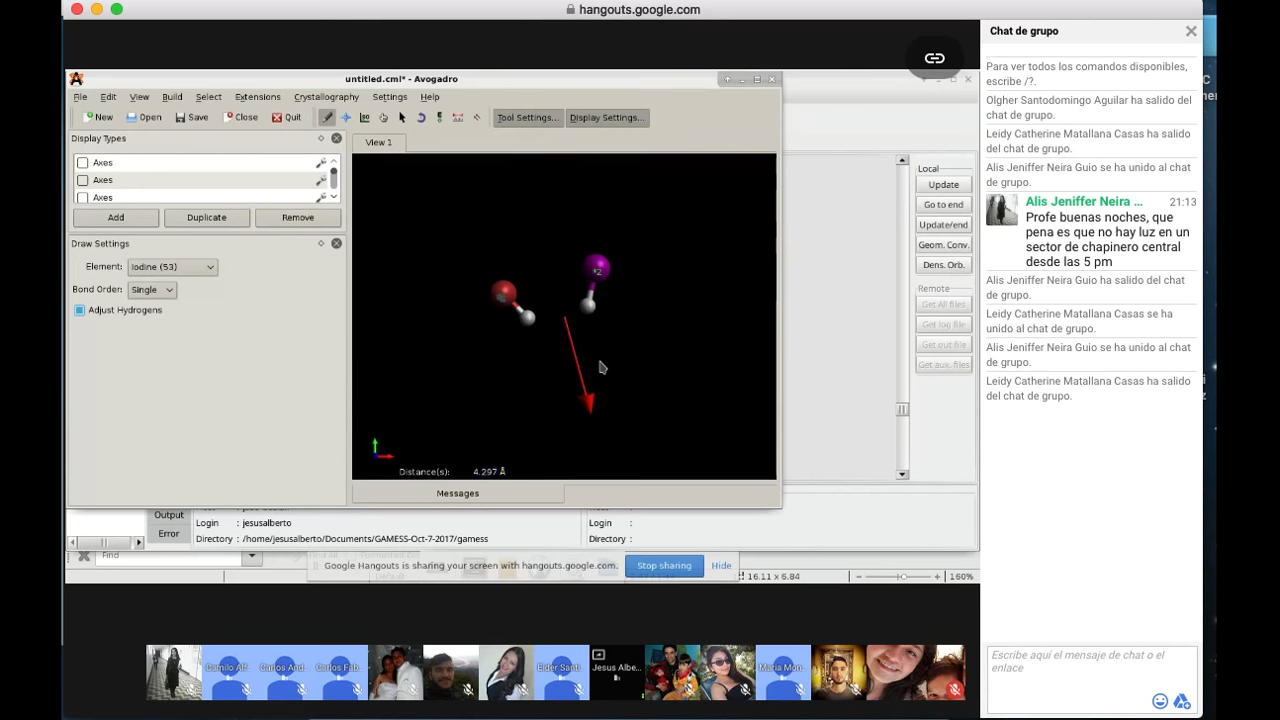 hangouts.google.com
untitled.cml* - Avogadro
File Edit View Build Select Extensions Crystallography Settings Help
New Open Save Close Quit Tool Settings... Display Settings...
Display Types
Axes
Axes
Axes
Add Duplicate Remove
Draw Settings
Element: Iodine (53)
Bond Order: Single
Adjust Hydrogens
View 1
Distance(s): 4.297 Å
Messages
Local
Update
Go to end
Update/end
Geom. Conv.
Dens. Orb.
Remote
Get All files
Get log file
Get out file
Get aux. files
Output
Error
Login : jesusalberto
Directory : /home/jesusalberto/Documents/GAMESS-Oct-7-2017/gamess
Login :
Directory :
Find
Google Hangouts is sharing your screen with hangouts.google.com. Stop sharing Hide
16.11 x 6.84
160%
Camilo Alf
Carlos And
Carlos Fab
Elder Santi
Jesus Albe...
Maria Mon
Chat de grupo
Para ver todos los comandos disponibles,
escribe /?.
Olgher Santodomingo Aguilar ha salido del
chat de grupo.
Leidy Catherine Matallana Casas ha salido
del chat de grupo.
Alis Jeniffer Neira Guio se ha unido al chat
de grupo.
Alis Jeniffer Neira ... 21:13
Profe buenas noches, que
pena es que no hay luz en un
sector de chapinero central
desde las 5 pm
Alis Jeniffer Neira Guio ha salido del chat
de grupo.
Leidy Catherine Matallana Casas se ha
unido al chat de grupo.
Alis Jeniffer Neira Guio se ha unido al chat
de grupo.
Leidy Catherine Matallana Casas ha salido
del chat de grupo.
Escribe aquí el mensaje de chat o el
enlace